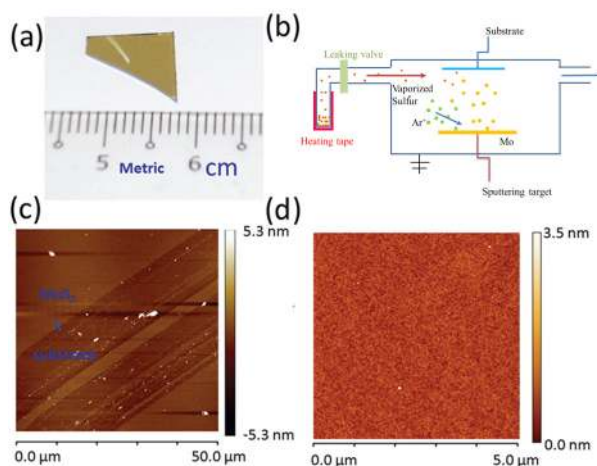 (a)
5
6
Metric
cm
(b)
Substrate
Leaking valve
Vaporized
Sulfur
Ar⁺
Heating tape
Mo
Sputtering target
(c)
5.3 nm
substrate
-5.3 nm
0.0 µm
50.0 µm
(d)
3.5 nm
0.0 nm
0.0 µm
5.0 µm